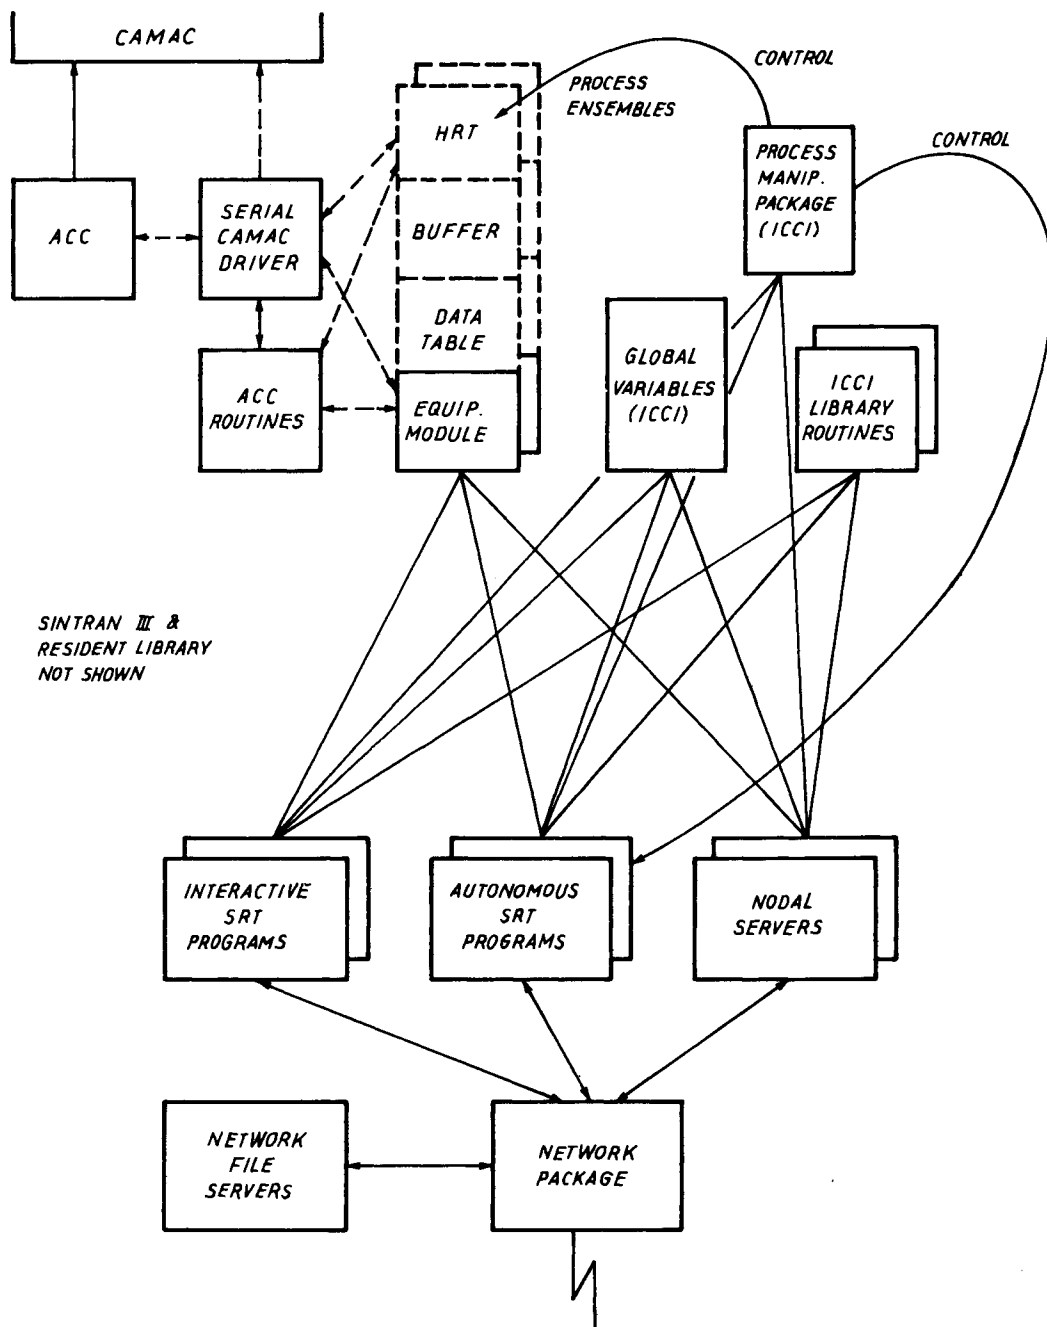 CAMAC
CONTROL
PROCESS
ENSEMBLES
HRT
CONTROL
PROCESS
MANIP.
PACKAGE
(ICCI)
ACC
SERIAL
CAMAC
DRIVER
BUFFER
DATA
TABLE
GLOBAL
VARIABLES
(ICCI)
ICCI
LIBRARY
ROUTINES
ACC
ROUTINES
EQUIP.
MODULE
SINTRAN III &
RESIDENT LIBRARY
NOT SHOWN
INTERACTIVE
SRT
PROGRAMS
AUTONOMOUS
SRT
PROGRAMS
NODAL
SERVERS
NETWORK
FILE
SERVERS
NETWORK
PACKAGE